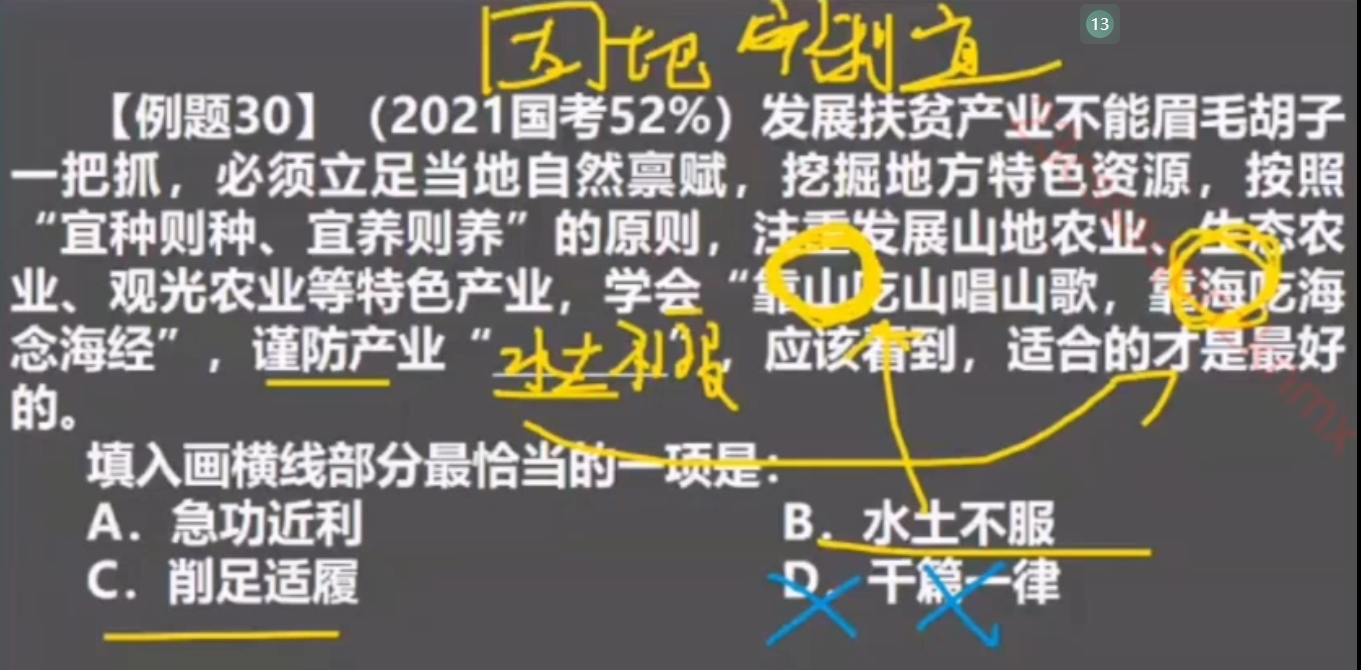 13
因地制宜
【例题30】（2021国考52%）发展扶贫产业不能眉毛胡子
一把抓，必须立足当地自然禀赋，挖掘地方特色资源，按照
“宜种则种、宜养则养”的原则，注重发展山地农业、生态农
业、观光农业等特色产业，学会“靠山吃山唱山歌，靠海吃海
念海经”，谨防产业“水土不服”，应该看到，适合的才是最好
的。
填入画横线部分最恰当的一项是：
A．急功近利
B．水土不服
C．削足适履
D．千篇一律